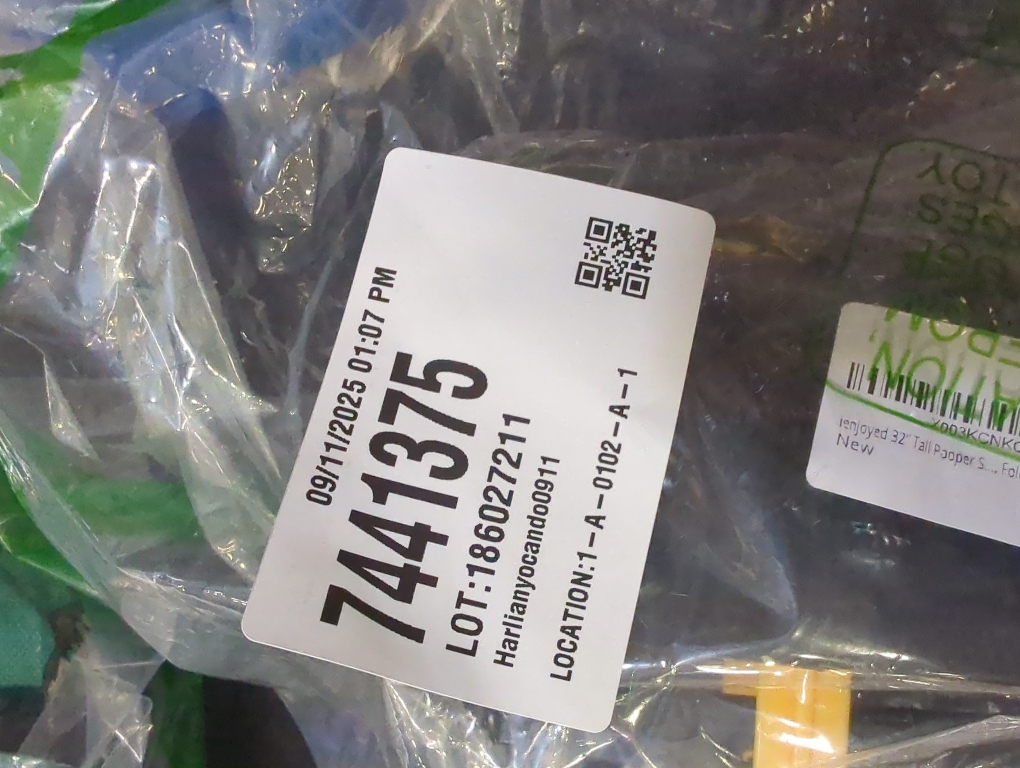 09/11/2025 01:07 PM
7441375
LOT:186027211
Harlianyocando0911
LOCATION:1-A-0102-A-1
X003KCNKC
ienjoyed 32" Tall Pooper S..., Fol
New
TOY